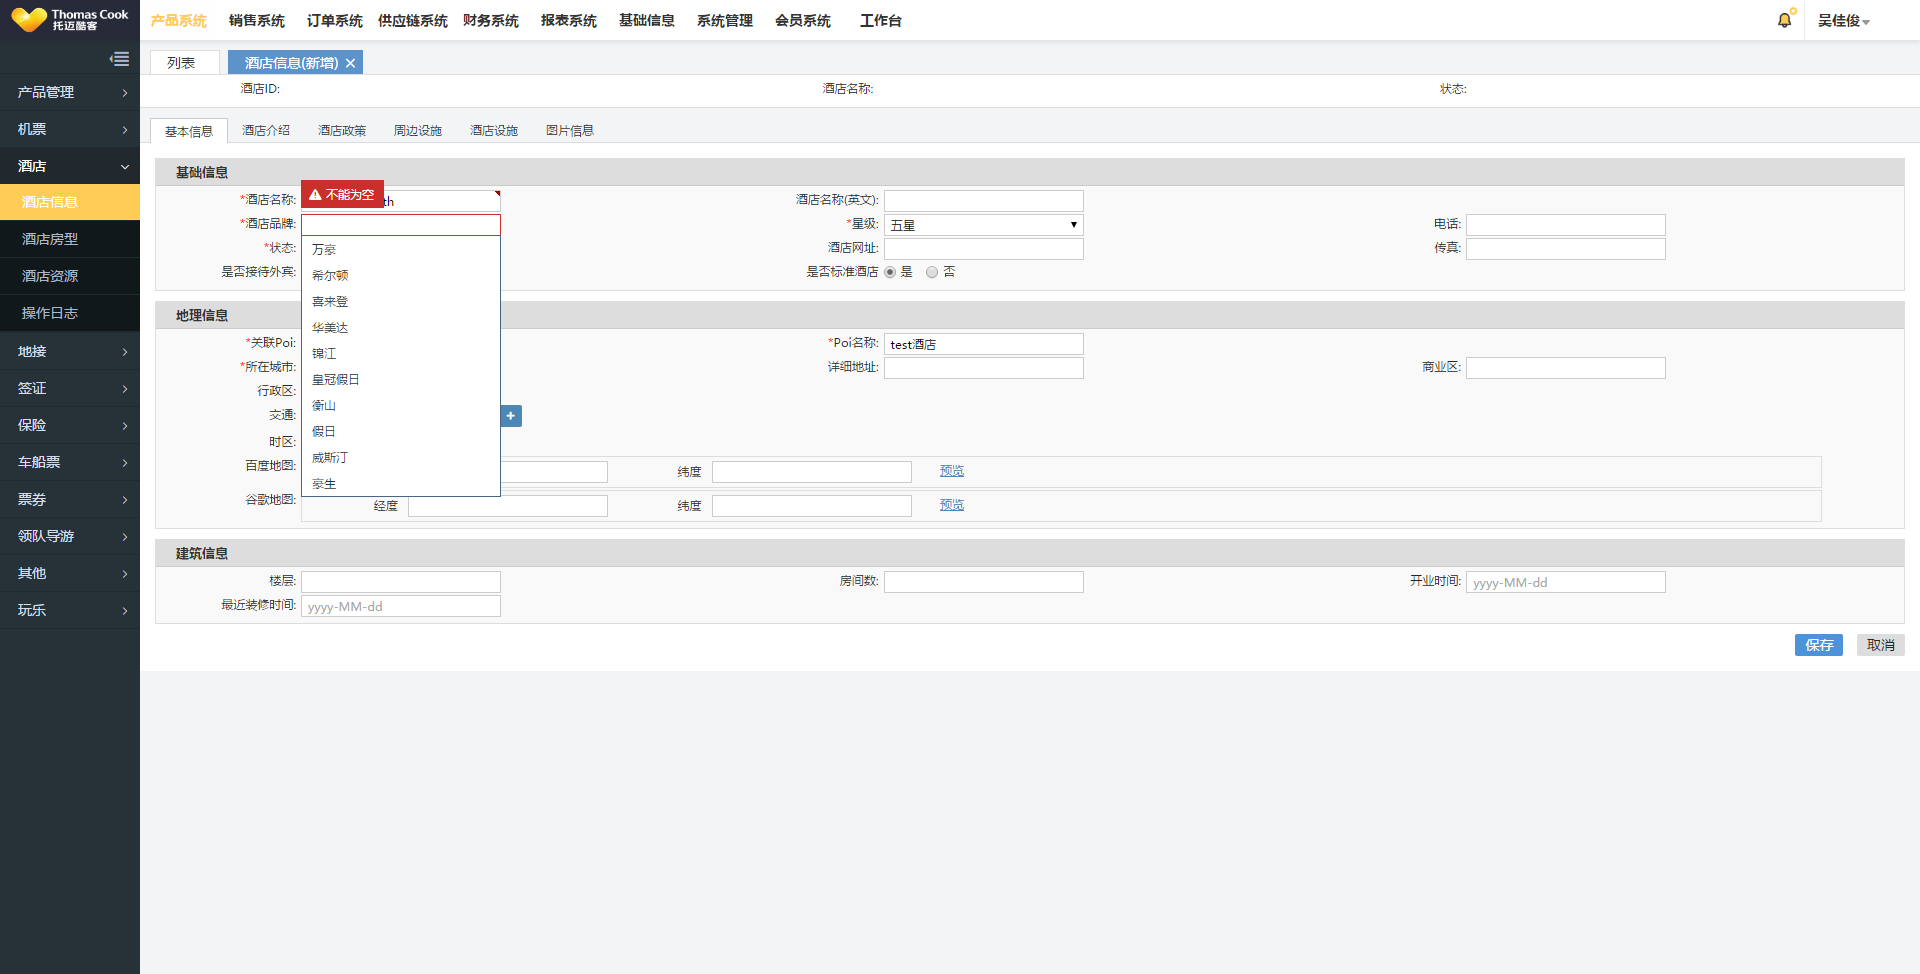 Thomas Cook
托迈酷客
产品系统 销售系统 订单系统 供应链系统 财务系统 报表系统 基础信息 系统管理 会员系统 工作台
吴佳俊
产品管理
机票
酒店
酒店信息
酒店房型
酒店资源
操作日志
地接
签证
保险
车船票
票券
领队导游
其他
玩乐
列表 酒店信息(新增)
酒店ID: 酒店名称: 状态:
基本信息 酒店介绍 酒店政策 周边设施 酒店设施 图片信息
基础信息
*酒店名称: 不能为空 th 酒店名称(英文):
*酒店品牌: *星级: 五星 电话:
*状态: 酒店网址: 传真:
是否接待外宾: 是否标准酒店 是 否
万豪
希尔顿
喜来登
华美达
锦江
皇冠假日
衡山
假日
威斯汀
豪生
地理信息
*关联Poi: *Poi名称: test酒店
*所在城市: 详细地址: 商业区:
行政区:
交通: +
时区:
百度地图: 纬度 预览
谷歌地图: 经度 纬度 预览
建筑信息
楼层: 房间数: 开业时间: yyyy-MM-dd
最近装修时间: yyyy-MM-dd
保存 取消